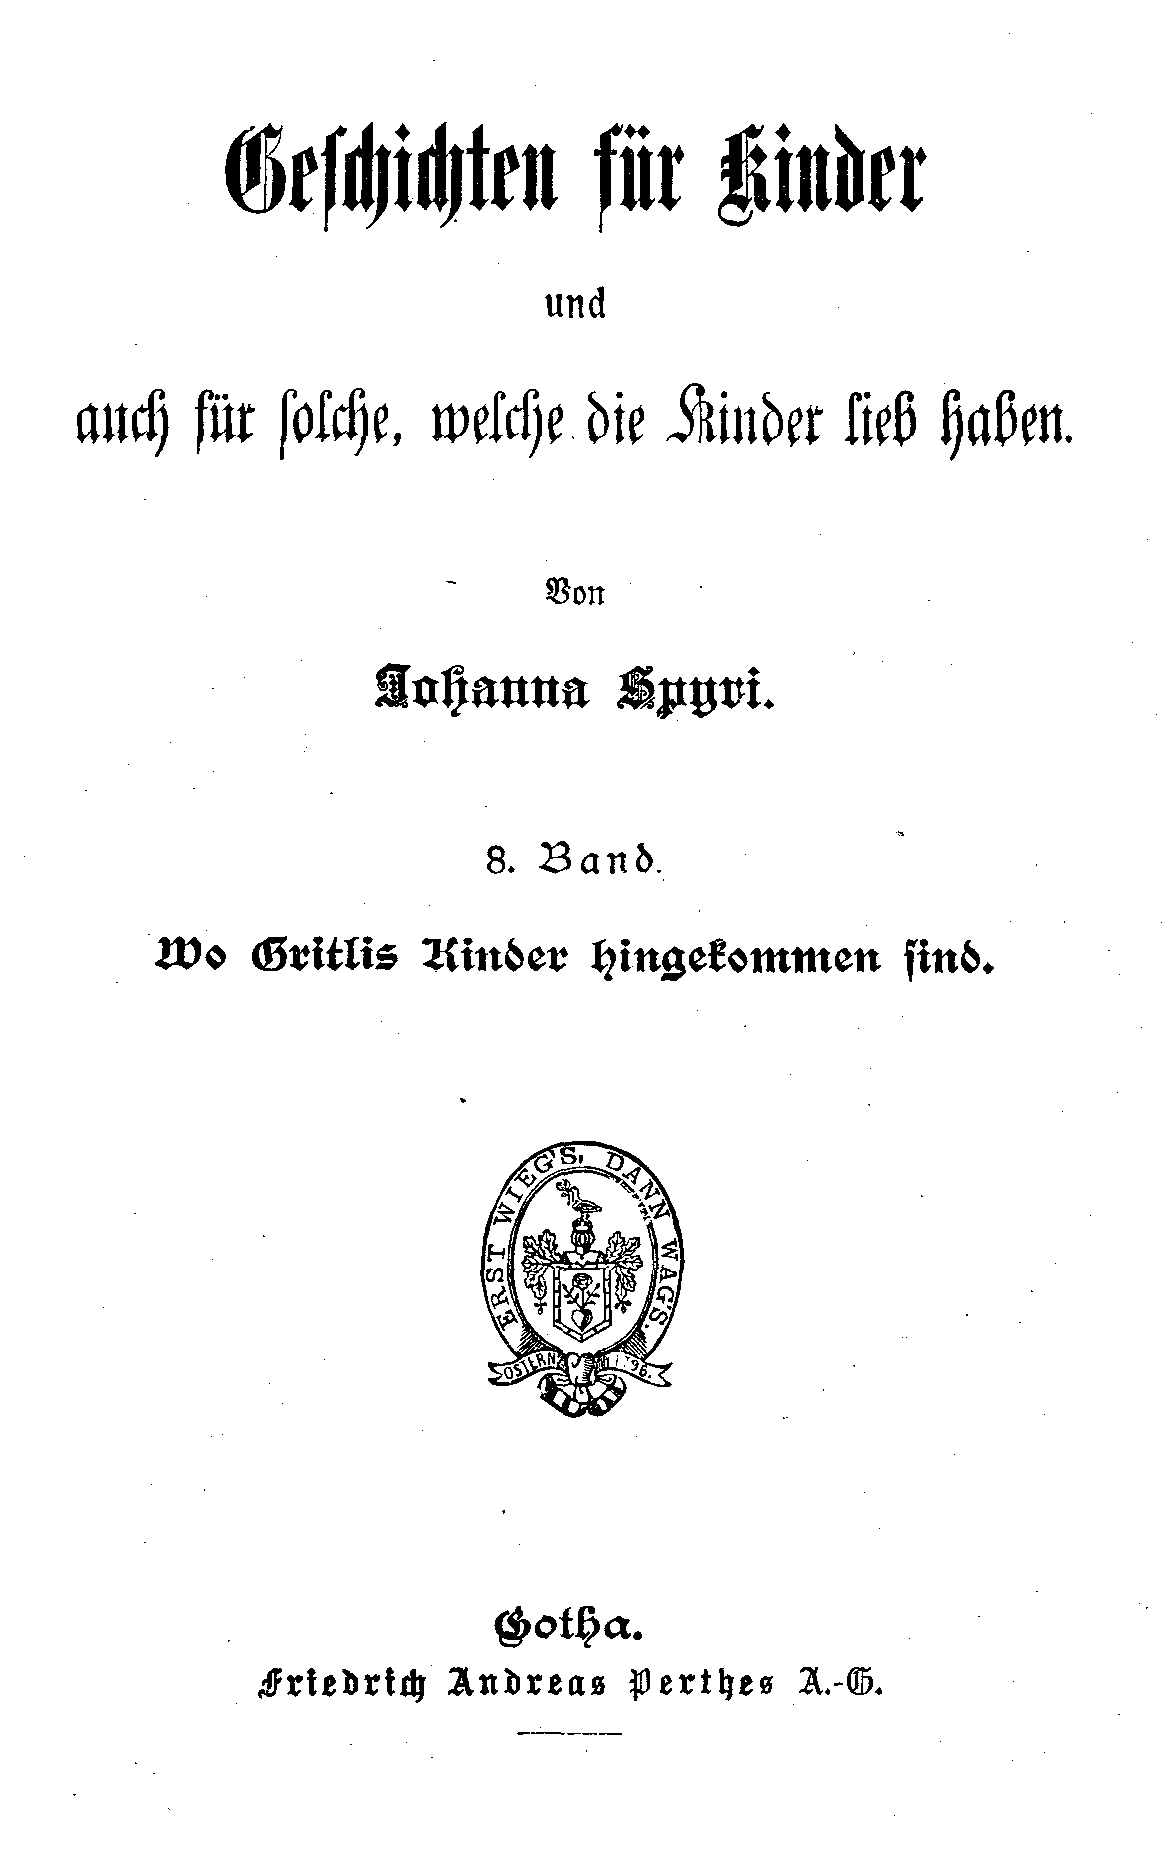 Geschichten für Kinder
und
auch für solche, welche die Kinder lieb haben.
Von
Johanna Spyri.
8. Band.
Wo Gritlis Kinder hingekommen sind.
ERST WIEG'S, DANN WAG'S.
OSTERN 1796.
Gotha.
Friedrich Andreas Perthes A.-G.